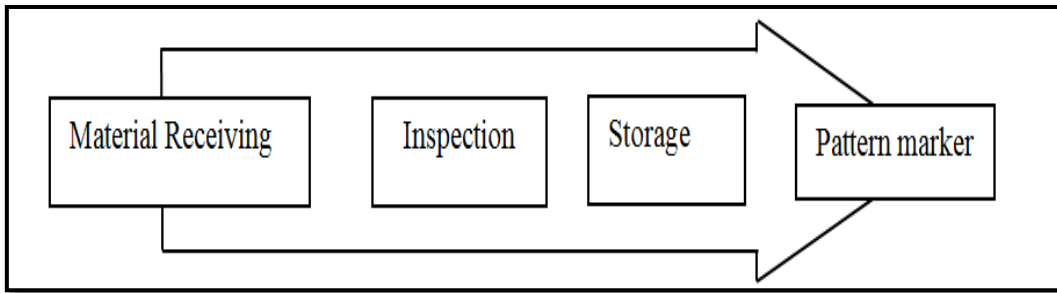 Material Receiving
Inspection
Storage
Pattern marker